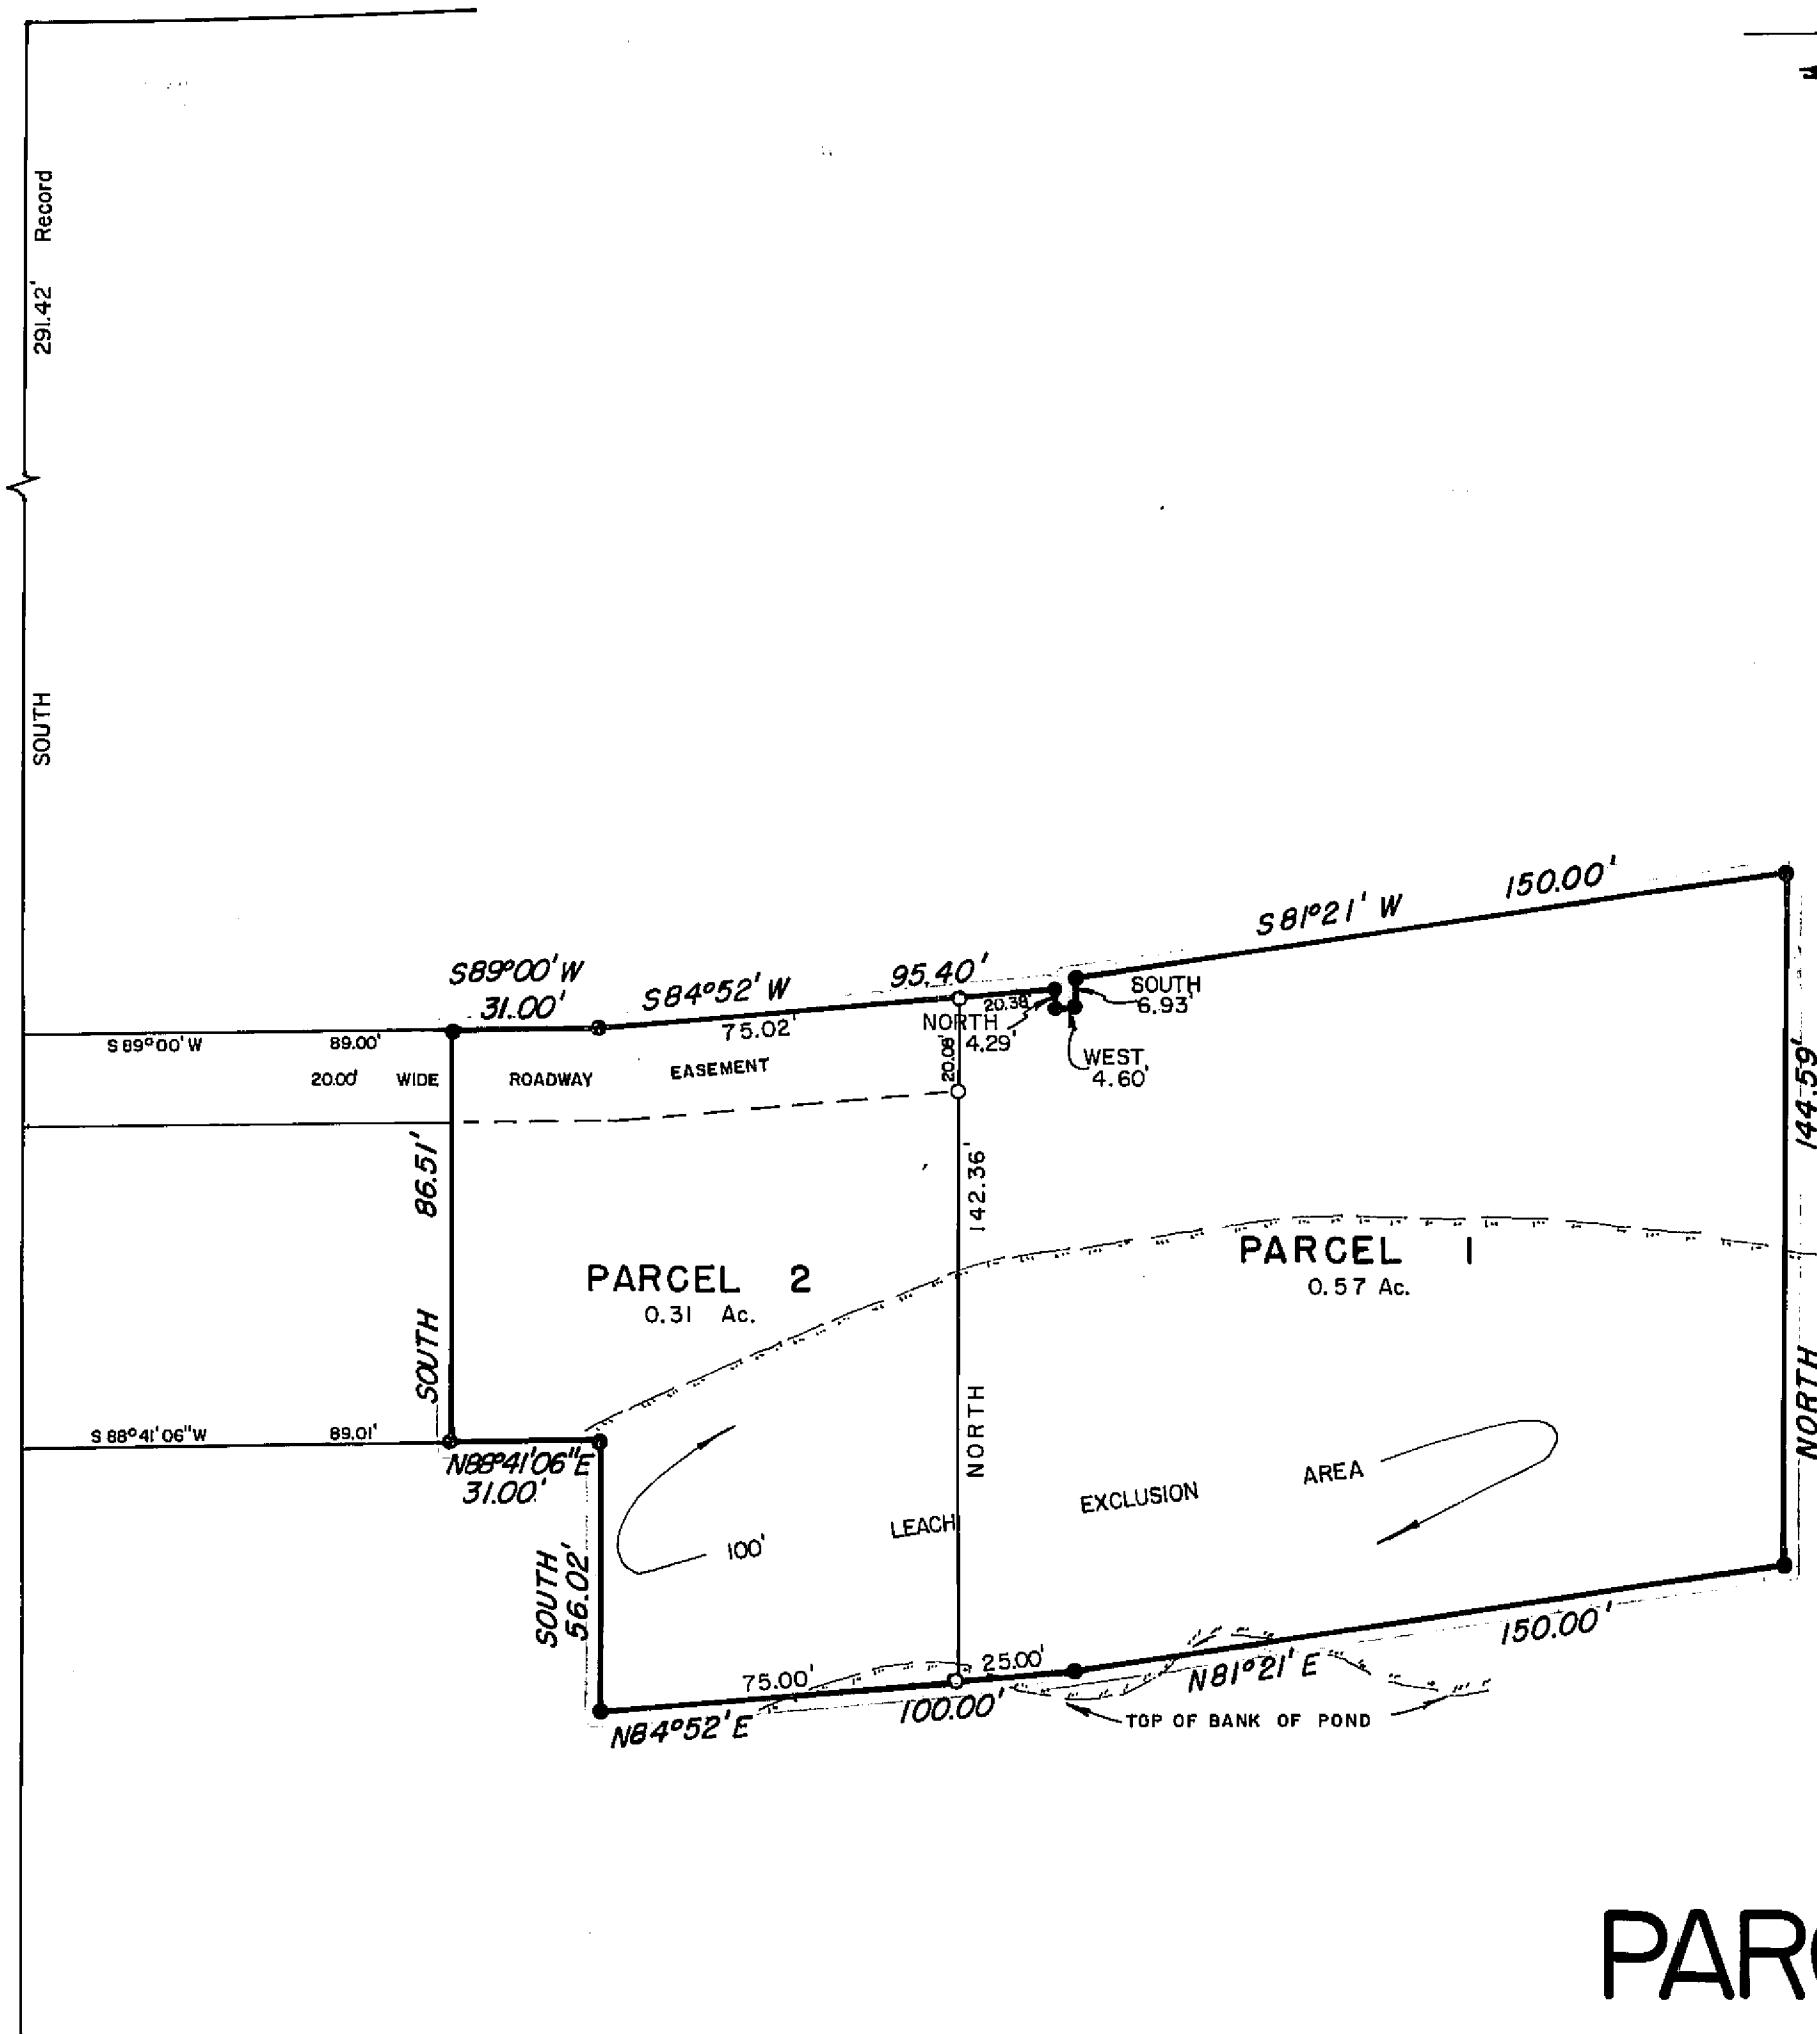 Record
291.42'
SOUTH
150.00'
S81°21' W
S89°00' W
31.00'
S84°52' W
95.40'
75.02'
20.38'
SOUTH
6.93'
NORTH
4.29'
WEST
4.60'
20.08'
S 89°00' W
89.00'
20.00' WIDE ROADWAY EASEMENT
144.59'
NORTH
86.51'
SOUTH
142.36'
NORTH
PARCEL 2
0.31 Ac.
PARCEL 1
0.57 Ac.
S 88°41'06" W
89.01'
N88°41'06" E
31.00'
100' LEACH EXCLUSION AREA
SOUTH
56.02'
75.00'
25.00'
N84°52' E
100.00'
N81°21' E
150.00'
TOP OF BANK OF POND